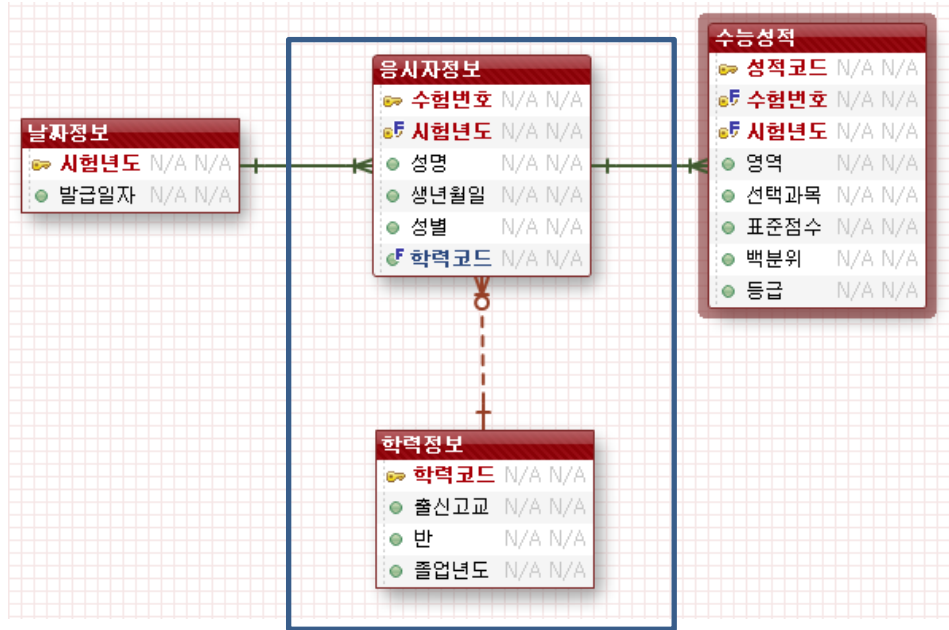 날짜정보
시험년도 N/A N/A
발급일자 N/A N/A
응시자정보
수험번호 N/A N/A
시험년도 N/A N/A
성명 N/A N/A
생년월일 N/A N/A
성별 N/A N/A
학력코드 N/A N/A
수능성적
성적코드 N/A N/A
수험번호 N/A N/A
시험년도 N/A N/A
영역 N/A N/A
선택과목 N/A N/A
표준점수 N/A N/A
백분위 N/A N/A
등급 N/A N/A
학력정보
학력코드 N/A N/A
출신고교 N/A N/A
반 N/A N/A
졸업년도 N/A N/A